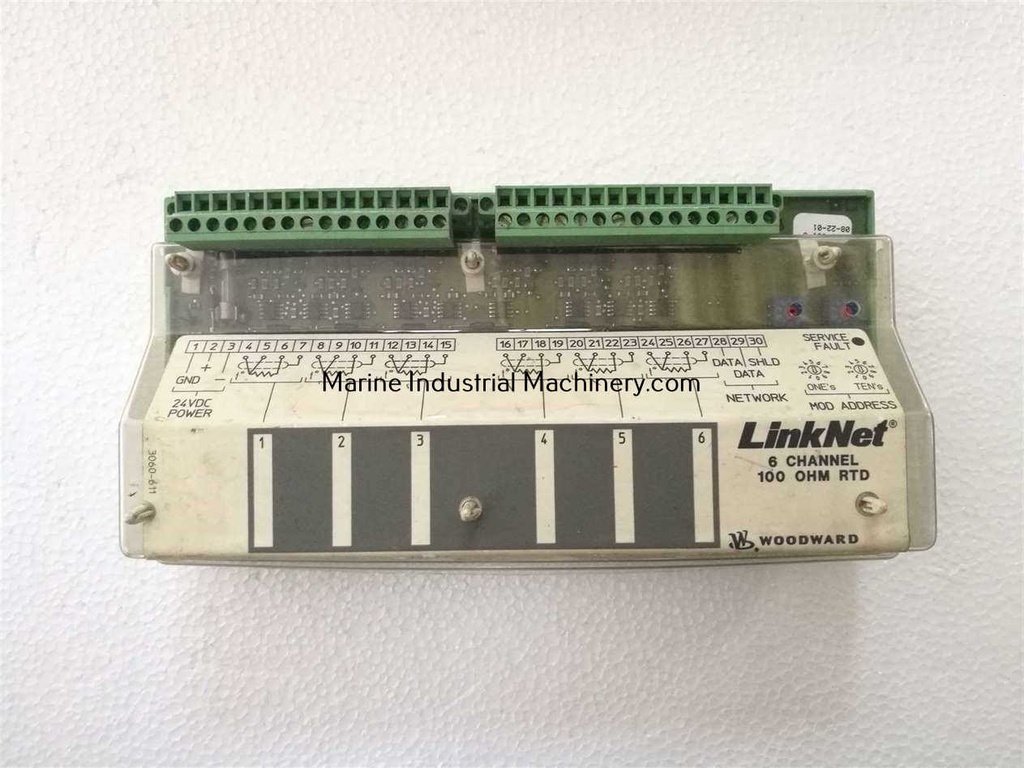 08-22-01
1 2 3 4 5 6 7 8 9 10 11 12 13 14 15
16 17 18 19 20 21 22 23 24 25 26 27 28 29 30
SERVICE
FAULT
+
GND -
24VDC
POWER
DATA SHLD
DATA
NETWORK
ONE's TEN's
MOD ADDRESS
Marine Industrial Machinery.com
3060-611
1 2 3 4 5 6
LinkNet®
6 CHANNEL
100 OHM RTD
WOODWARD